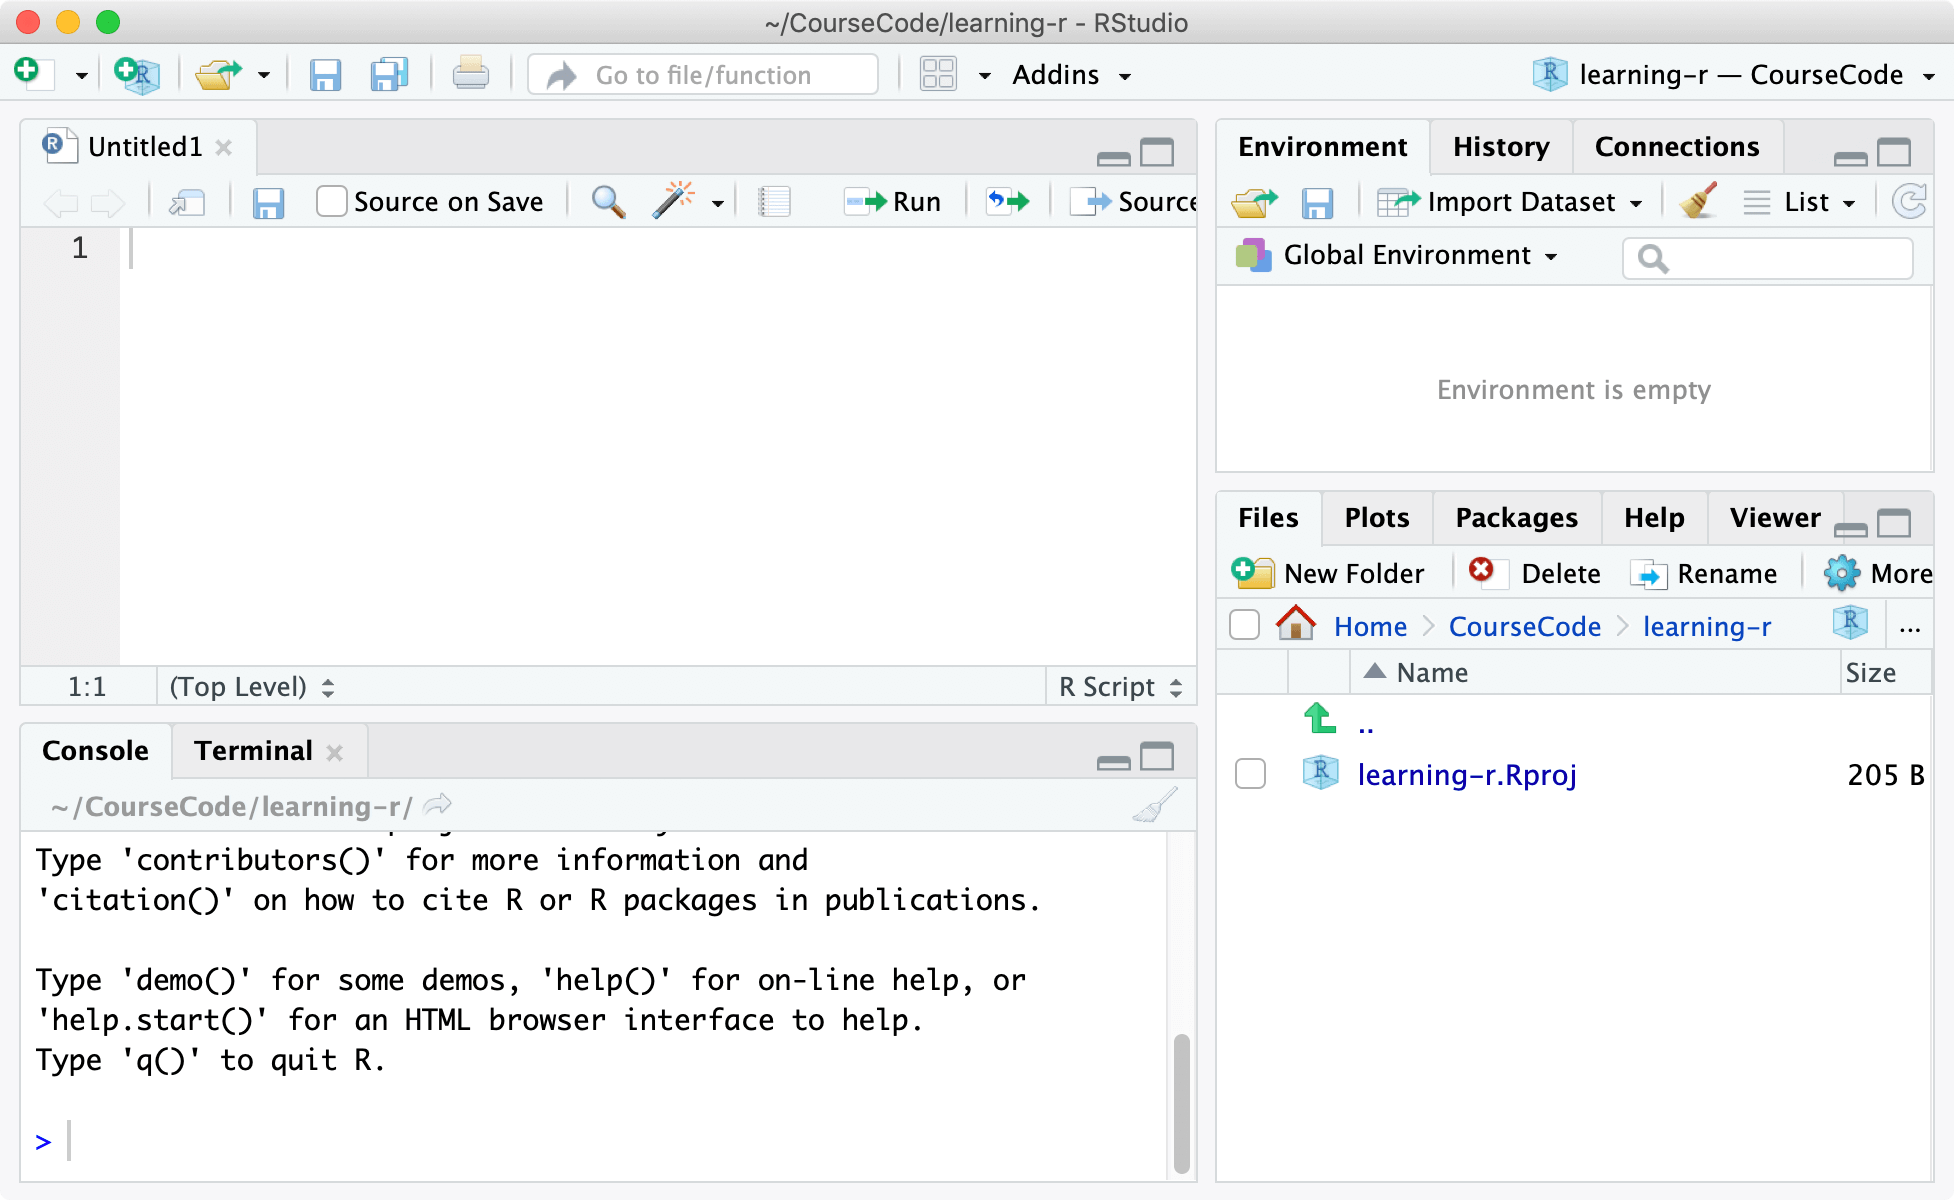 ~/CourseCode/learning-r - RStudio
Go to file/function
Addins
learning-r — CourseCode
Untitled1
Source on Save
Run
Source
1
1:1
(Top Level)
R Script
Console
Terminal
~/CourseCode/learning-r/
Type 'contributors()' for more information and
'citation()' on how to cite R or R packages in publications.
Type 'demo()' for some demos, 'help()' for on-line help, or
'help.start()' for an HTML browser interface to help.
Type 'q()' to quit R.
>
Environment
History
Connections
Import Dataset
List
Global Environment
Environment is empty
Files
Plots
Packages
Help
Viewer
New Folder
Delete
Rename
More
Home
CourseCode
learning-r
...
Name
Size
..
learning-r.Rproj
205 B